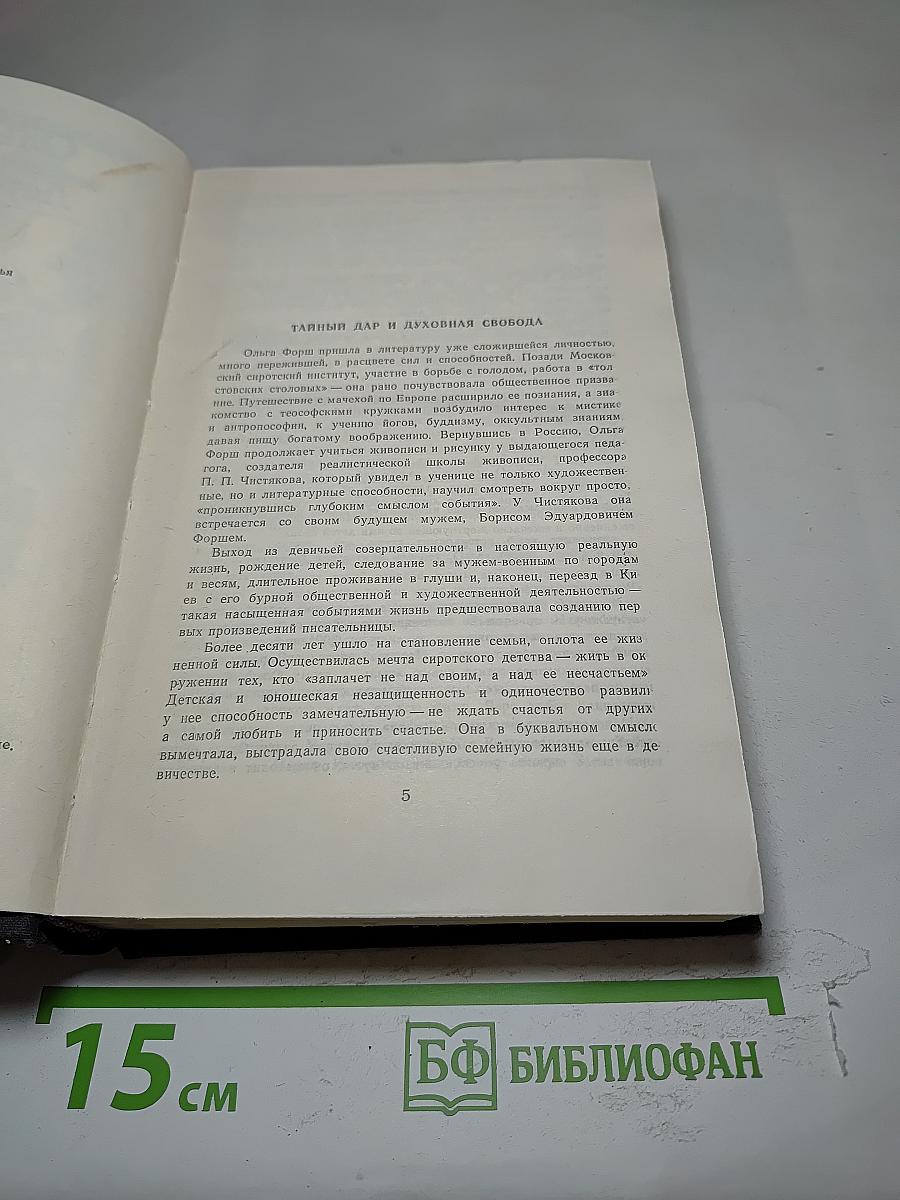 ья
ТАЙНЫЙ ДАР И ДУХОВНАЯ СВОБОДА
Ольга Форш пришла в литературу уже сложившейся личностью,
много пережившей, в расцвете сил и способностей. Позади Москов-
ский сиротский институт, участие в борьбе с голодом, работа в «тол
стовских столовых» — она рано почувствовала общественное призва
ние. Путешествие с мачехой по Европе расширило ее познания, а зна
комство с теософскими кружками возбудило интерес к мистике
и антропософии, к учению йогов, буддизму, оккультным знаниям
давая пищу богатому воображению. Вернувшись в Россию, Ольга
Форш продолжает учиться живописи и рисунку у выдающегося педа-
гога, создателя реалистической школы живописи, профессора
П. П. Чистякова, который увидел в ученице не только художествен-
ные, но и литературные способности, научил смотреть вокруг просто,
«проникнувшись глубоким смыслом события». У Чистякова она
встречается со своим будущем мужем, Борисом Эдуардовичем
Форшем.
Выход из девичьей созерцательности в настоящую реальную
жизнь, рождение детей, следование за мужем-военным по городам
и весям, длительное проживание в глуши и, наконец, переезд в Ки
ев с его бурной общественной и художественной деятельностью —
такая насыщенная событиями жизнь предшествовала созданию пер
вых произведений писательницы.
Более десяти лет ушло на становление семьи, оплота ее жиз
ненной силы. Осуществилась мечта сиротского детства — жить в ок
ружении тех, кто «заплачет не над своим, а над ее несчастьем»
Детская и юношеская незащищенность и одиночество развили
у нее способность замечательную — не ждать счастья от других
а самой любить и приносить счастье. Она в буквальном смысле
вымечтала, выстрадала свою счастливую семейную жизнь еще в де
вичестве.
5
15 см
БФ БИБЛИОФАН